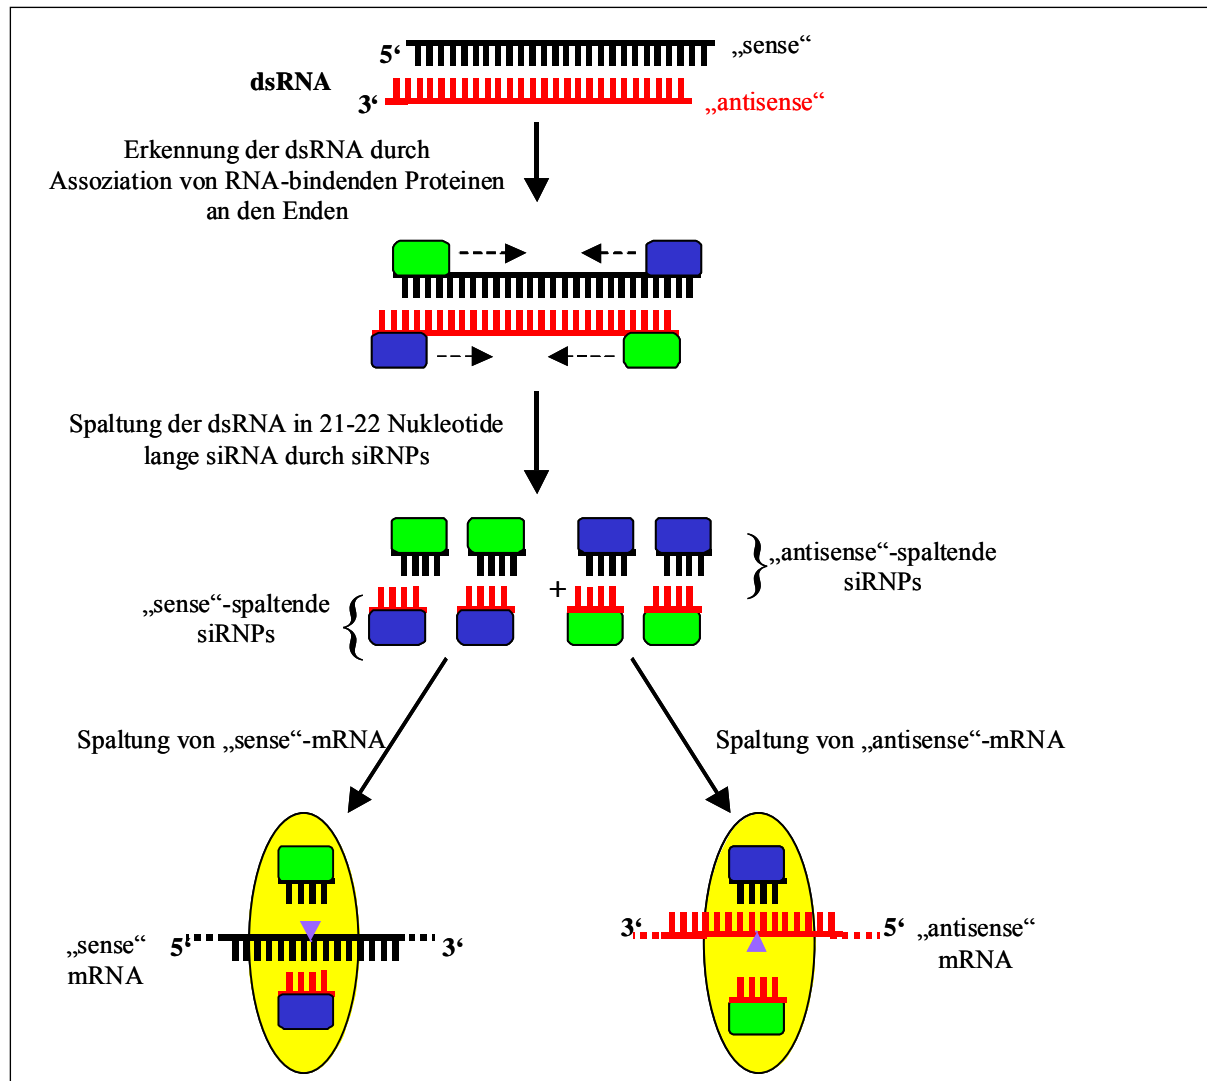 5‘
„sense“
dsRNA
3‘
„antisense“
Erkennung der dsRNA durch
Assoziation von RNA-bindenden Proteinen
an den Enden
Spaltung der dsRNA in 21-22 Nukleotide
lange siRNA durch siRNPs
„antisense“-spaltende
siRNPs
+
„sense“-spaltende
siRNPs
Spaltung von „sense“-mRNA
Spaltung von „antisense“-mRNA
„sense“
mRNA
5‘
3‘
3‘
5‘
„antisense“
mRNA